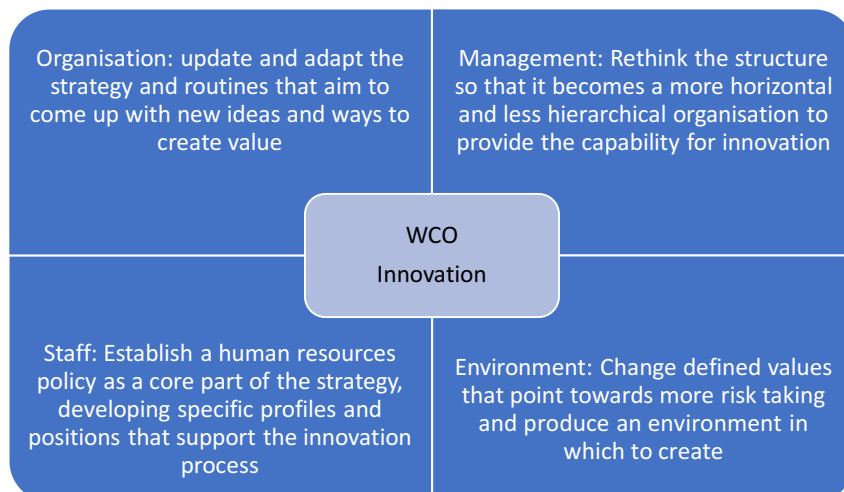 Organisation: update and adapt the
strategy and routines that aim to
come up with new ideas and ways to
create value
Management: Rethink the structure
so that it becomes a more horizontal
and less hierarchical organisation to
provide the capability for innovation
WCO
Innovation
Staff: Establish a human resources
policy as a core part of the strategy,
developing specific profiles and
positions that support the innovation
process
Environment: Change defined values
that point towards more risk taking
and produce an environment in
which to create